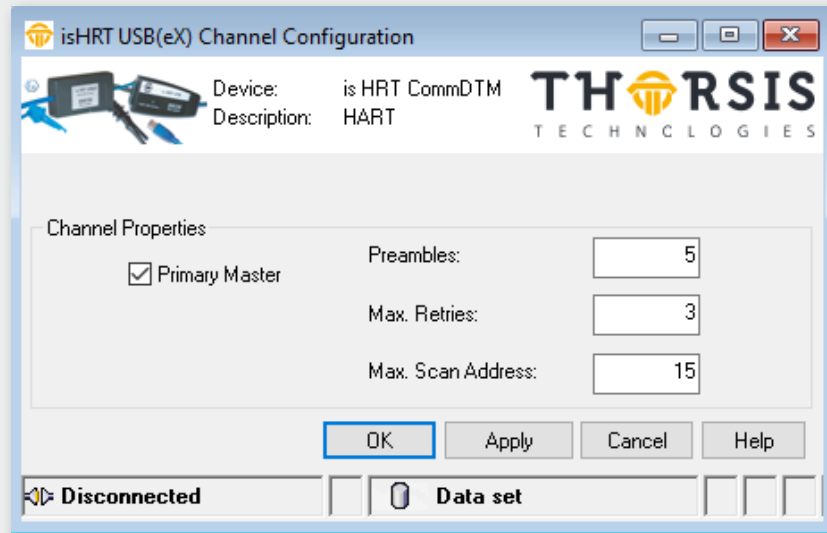 isHRT USB(eX) Channel Configuration
Device: is HRT CommDTM
Description: HART
THORSIS
TECHNCLOGIES
Channel Properties
Primary Master
Preambles: 5
Max. Retries: 3
Max. Scan Address: 15
OK Apply Cancel Help
Disconnected Data set